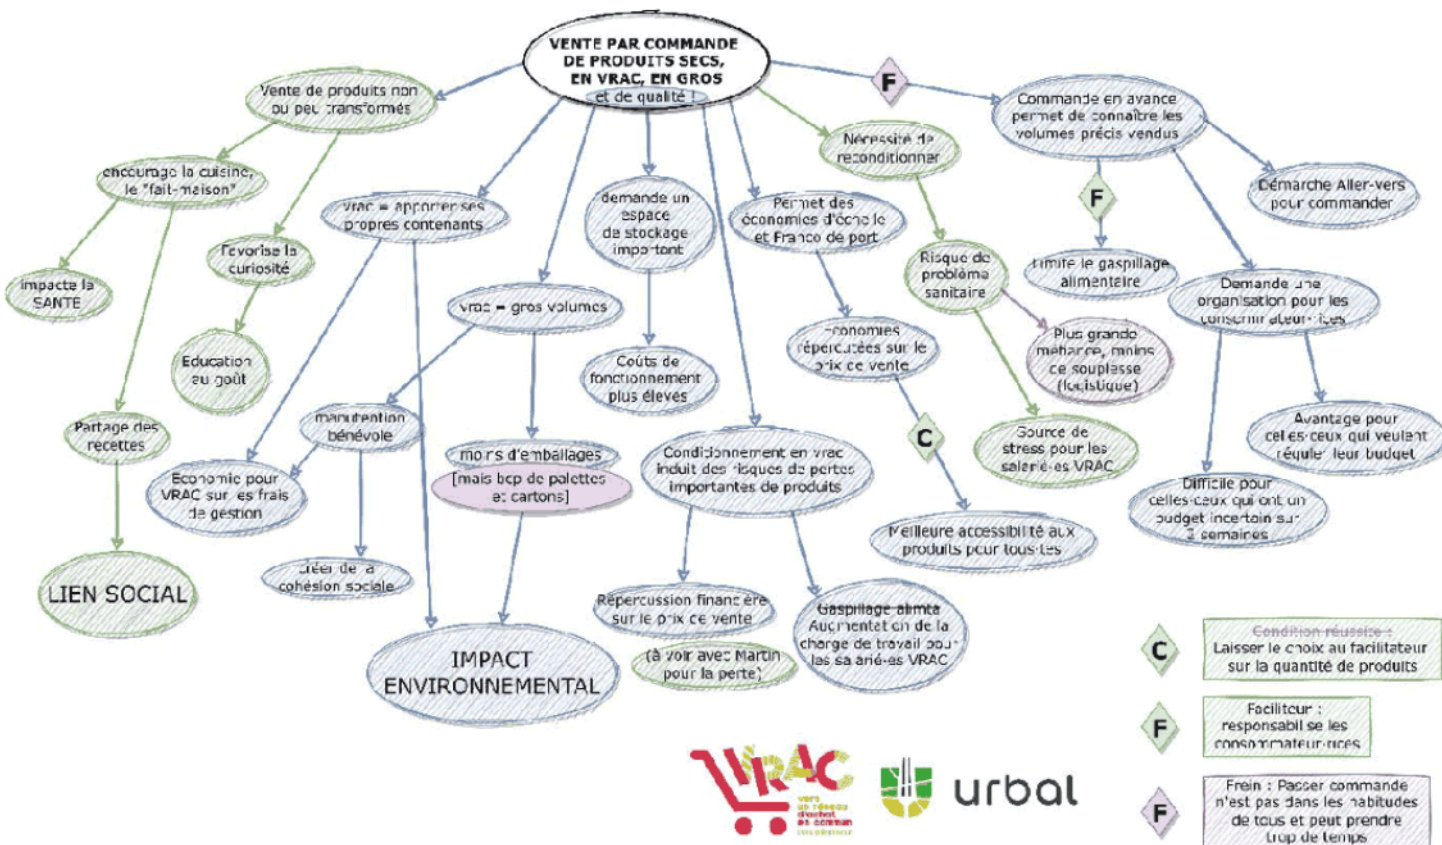 VENTE PAR COMMANDE
DE PRODUITS SECS,
EN VRAC, EN GROS
et de qualité !
Vente de produits non
ou peu transformés
encourage la cuisine,
le "fait-maison"
impacte la
SANTE
Favorise la
curiosité
Education
au goût
Partage des
recettes
LIEN SOCIAL
vrac = apporter ses
propres contenants
vrac = gros volumes
manutention
bénévole
Economie pour
VRAC sur les frais
de gestion
créer de la
cohésion sociale
moins d'emballages
[mais bcp de palettes
et cartons]
IMPACT
ENVIRONNEMENTAL
demande un
espace
de stockage
important
Coûts de
fonctionnement
plus élevés
Conditionnement en vrac
induit des risques de pertes
importantes de produits
Répercussion financière
sur le prix de vente
(à voir avec Martin
pour la perte)
Gaspillage alimta
Augmentation de la
charge de travail pour
les salarié·es VRAC
Permet des
économies d'échelle
et Franco de port
Economies
répercutées sur le
prix de vente
C
Meilleure accessibilité aux
produits pour tous·tes
Nécessité de
reconditionner
Risque de
problème
sanitaire
Plus grande
méfiance, moins
de souplesse
(logistique)
Source de
stress pour les
salarié·es VRAC
F
Commande en avance
permet de connaître les
volumes précis vendus
F
Limite le gaspillage
alimentaire
Démarche Aller-vers
pour commander
Demande une
organisation pour les
consommateur·rices
Avantage pour
celles·ceux qui veulent
réguler leur budget
Difficile pour
celles·ceux qui ont un
budget incertain sur
semaines
C
Condition réussite :
Laisser le choix au facilitateur
sur la quantité de produits
F
Faciliteur :
responsabilise les
consommateur·rices
F
Frein : Passer commande
n'est pas dans les habitudes
de tous et peut prendre
trop de temps
VRAC
vers
un réseau
d'achat
en commun
urbal